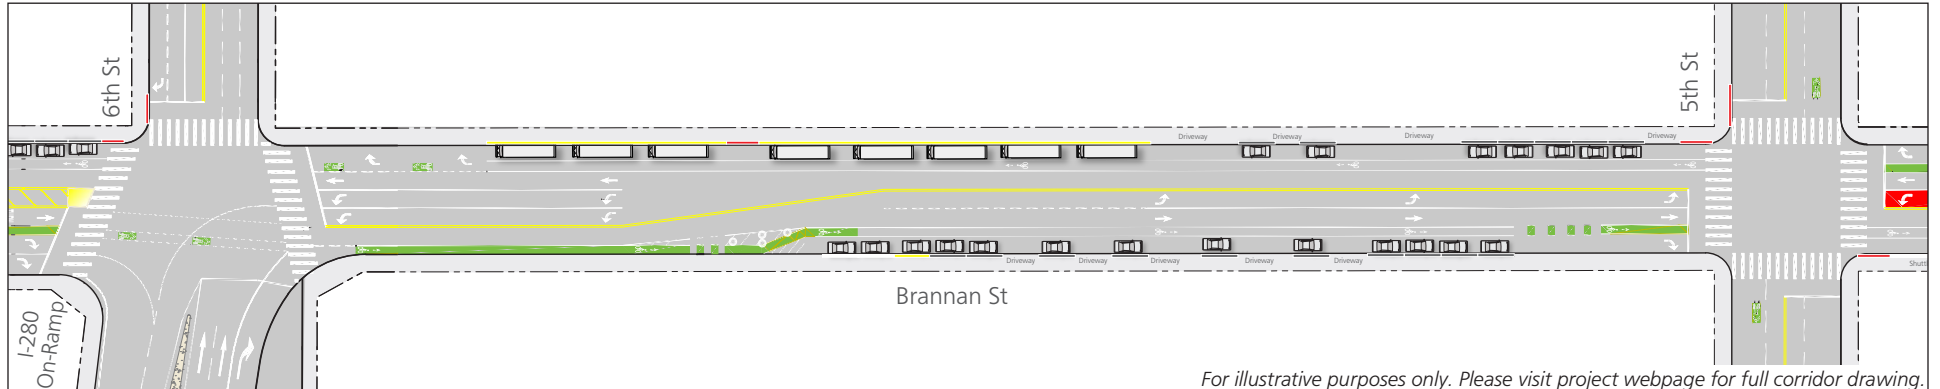 6th St
5th St
Driveway
Driveway
Driveway
Driveway
Driveway
Driveway
Driveway
Driveway
Driveway
Shutt
Brannan St
I-280
On-Ramp
For illustrative purposes only. Please visit project webpage for full corridor drawing.